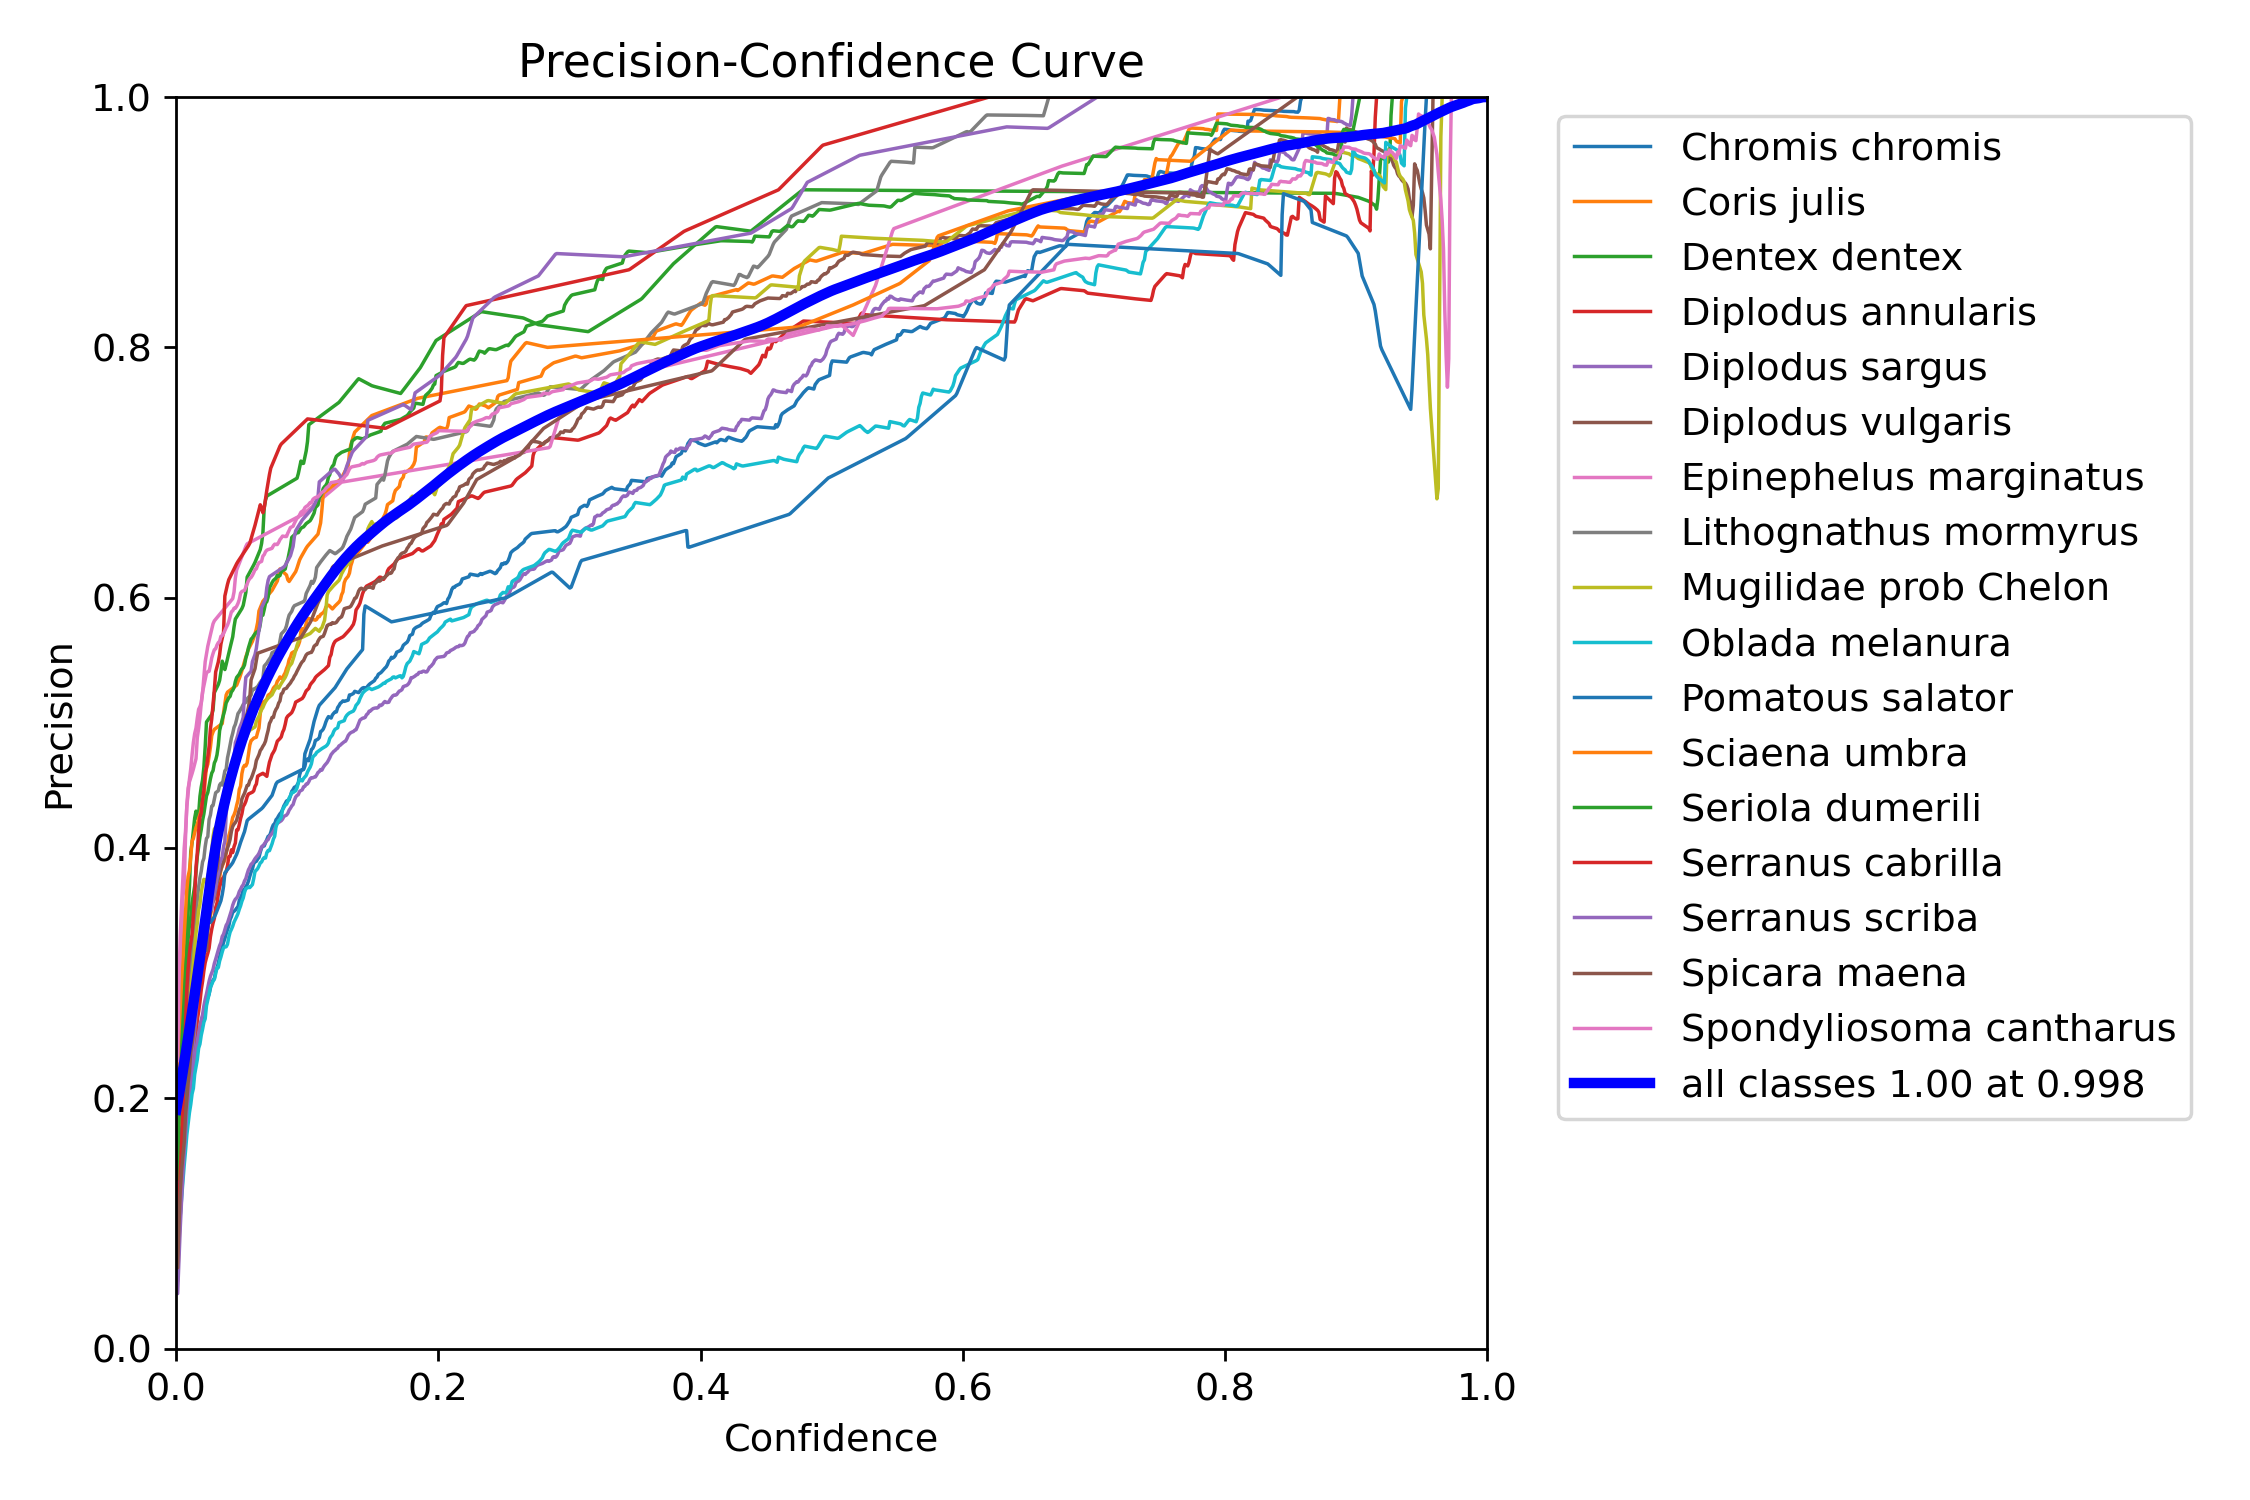 Precision-Confidence Curve
1.0
0.8
0.6
0.4
0.2
0.0
Precision
0.0 0.2 0.4 0.6 0.8 1.0
Confidence
Chromis chromis
Coris julis
Dentex dentex
Diplodus annularis
Diplodus sargus
Diplodus vulgaris
Epinephelus marginatus
Lithognathus mormyrus
Mugilidae prob Chelon
Oblada melanura
Pomatous salator
Sciaena umbra
Seriola dumerili
Serranus cabrilla
Serranus scriba
Spicara maena
Spondyliosoma cantharus
all classes 1.00 at 0.998